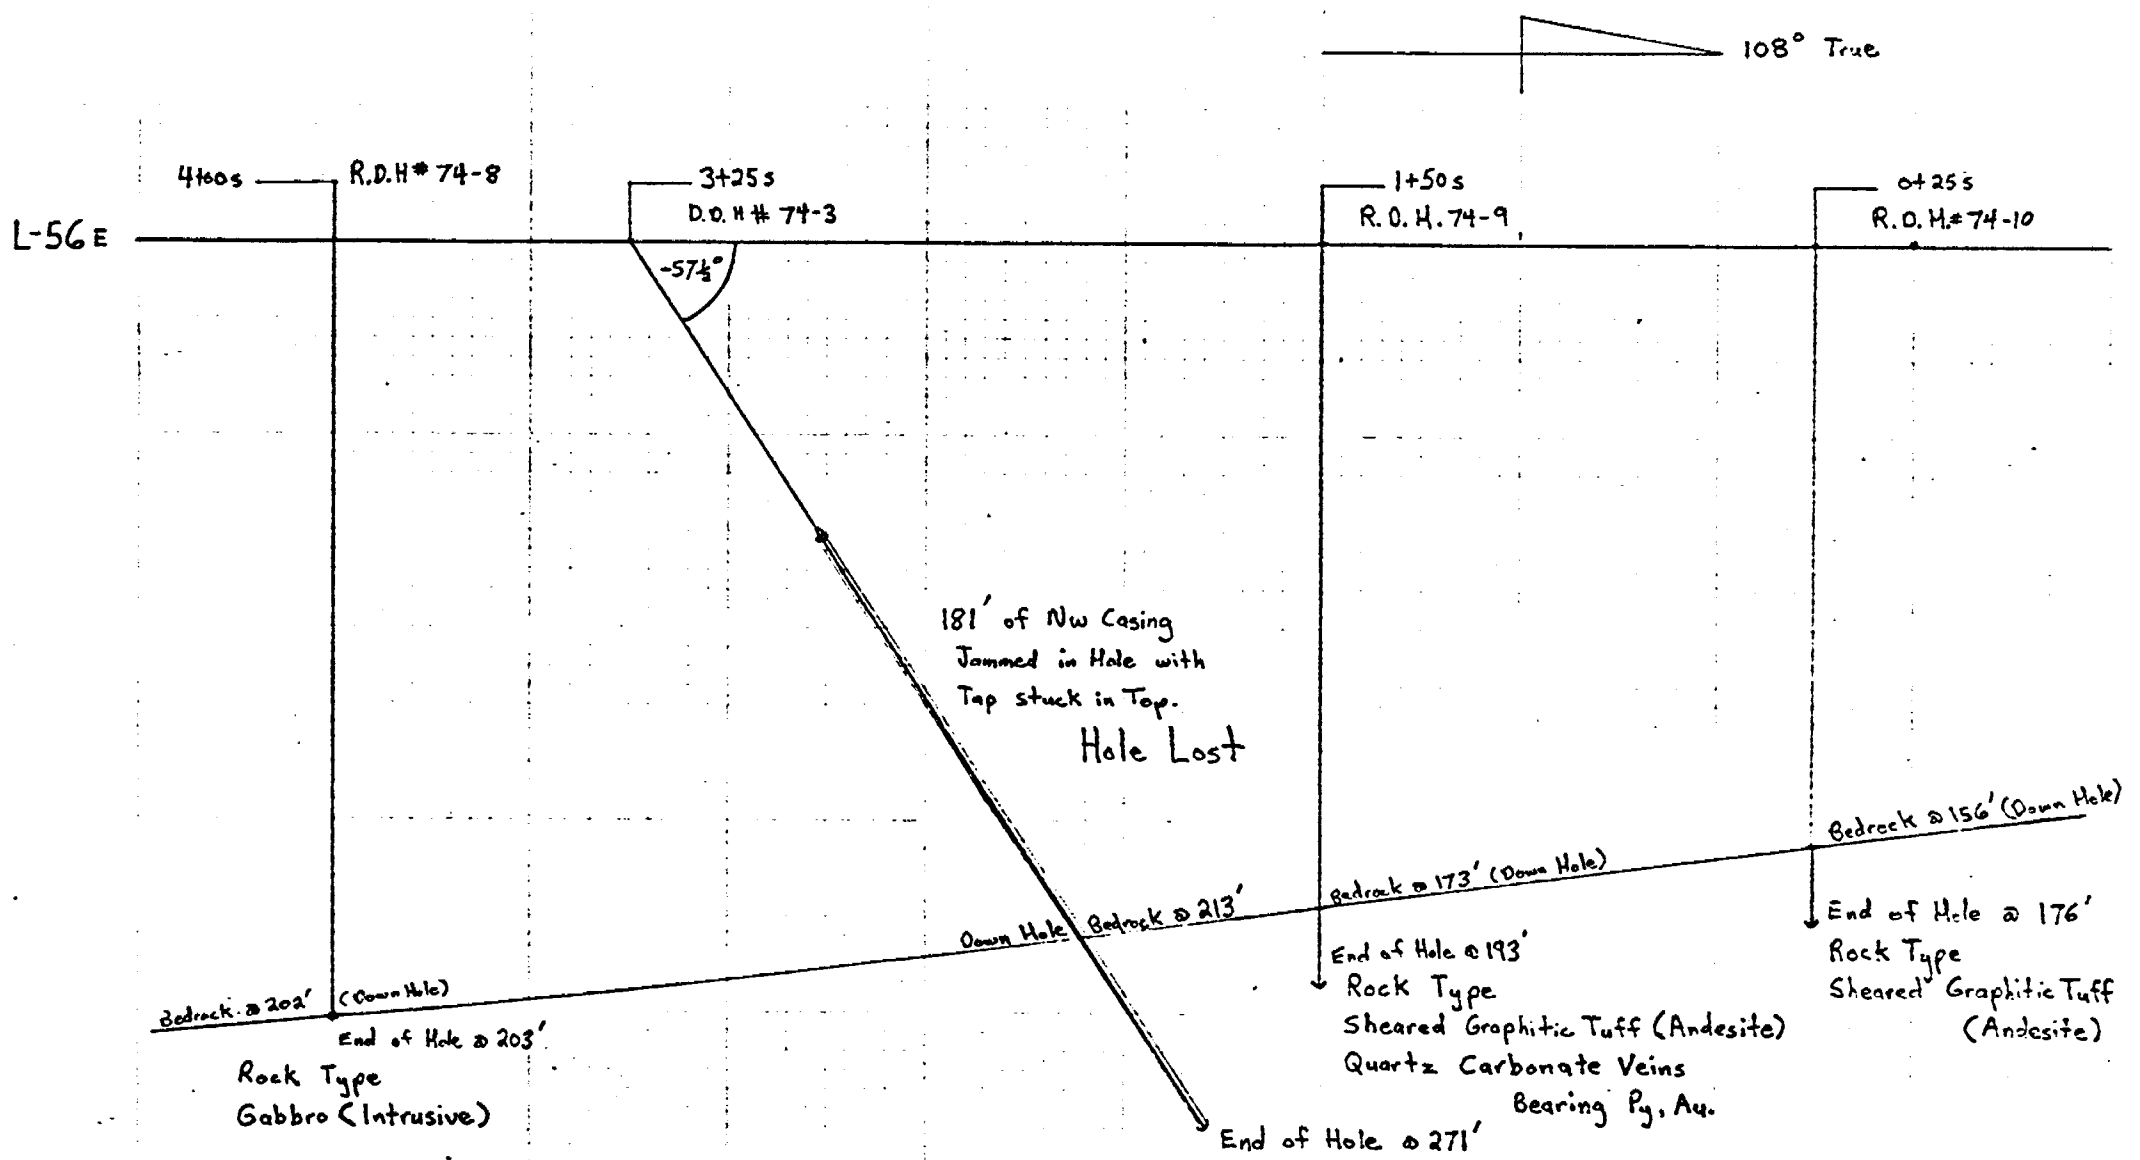 108° True
4+00s
R.D.H# 74-8
3+25s
D.D.H# 74-3
1+50s
R.D.H. 74-9
0+25s
R.D.H.# 74-10
L-56E
-57½°
181' of Nw Casing
Jammed in Hole with
Tap stuck in Top.
Hole Lost
Bedrock @ 156' (Down Hole)
Bedrock @ 173' (Down Hole)
Down Hole Bedrock @ 213'
Bedrock @ 202' (Down Hole)
End of Hole @ 203'
Rock Type
Gabbro (Intrusive)
End of Hole @ 193'
Rock Type
Sheared Graphitic Tuff (Andesite)
Quartz Carbonate Veins
Bearing Py, Au.
End of Hole @ 176'
Rock Type
Sheared Graphitic Tuff
(Andesite)
End of Hole @ 271'